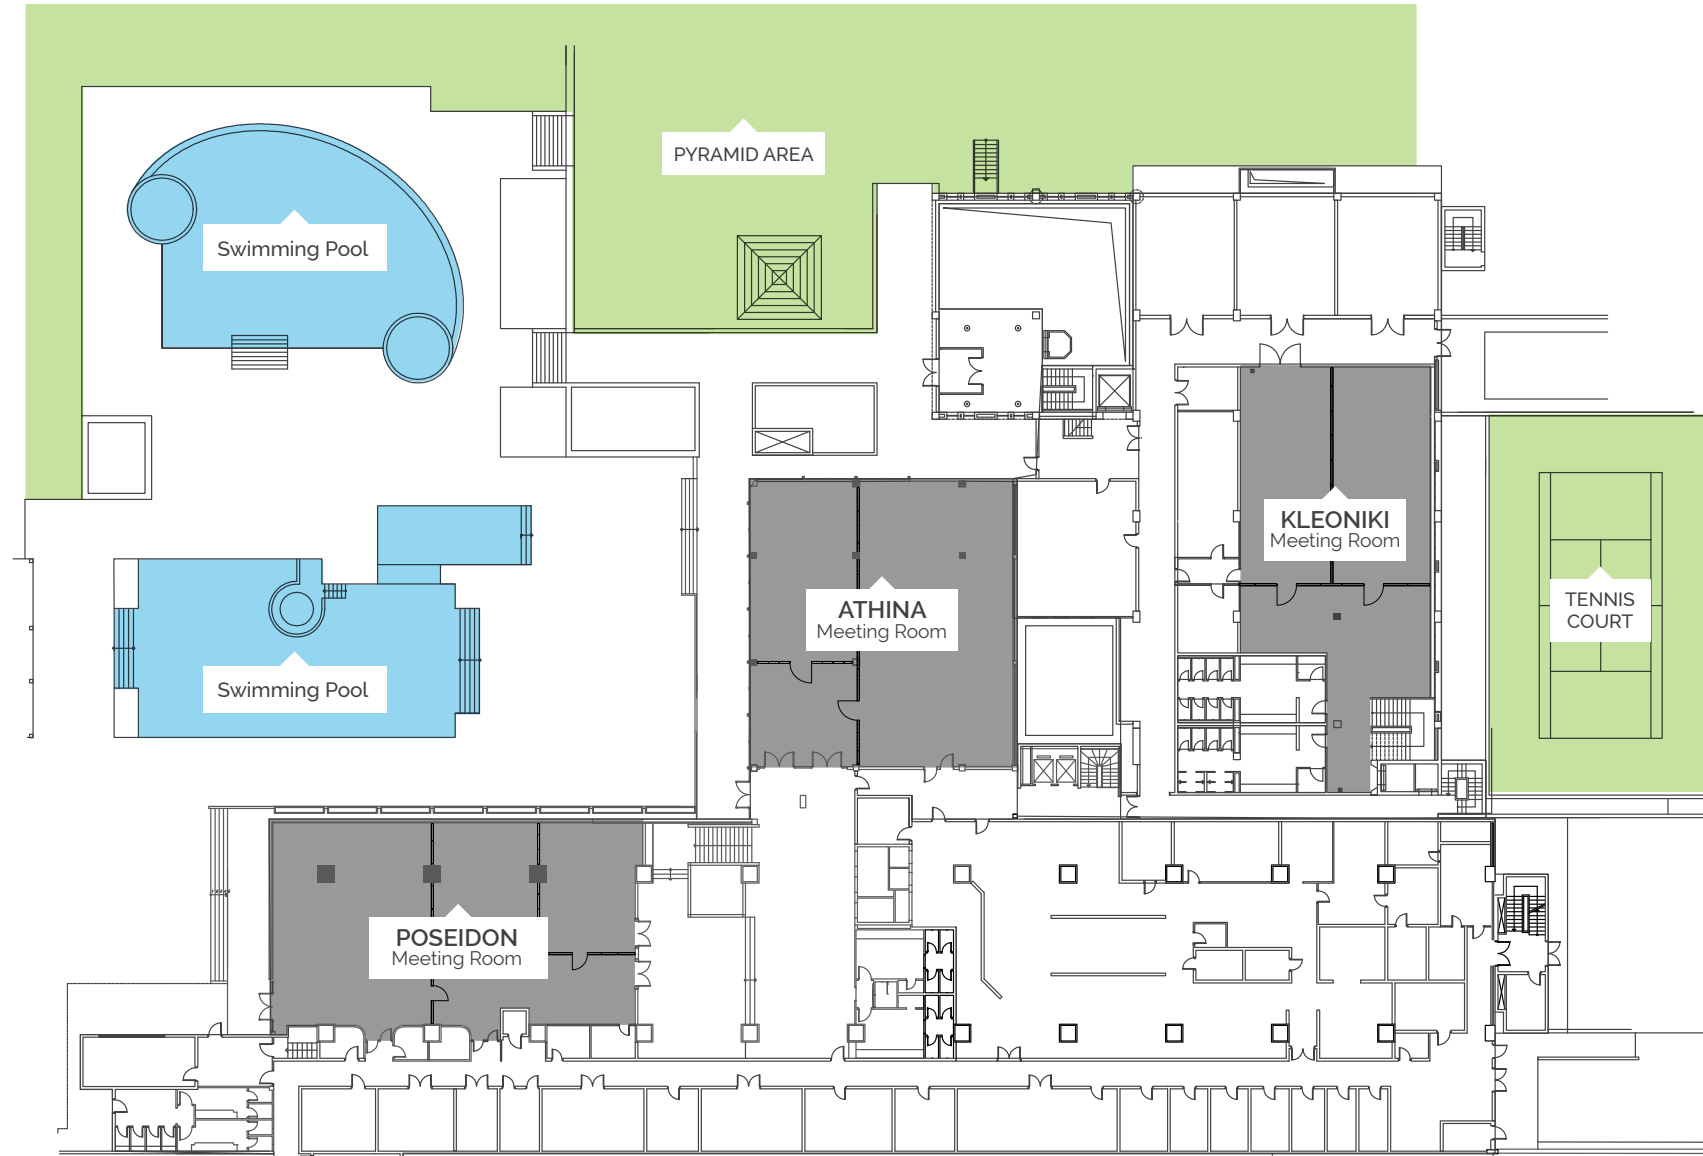 PYRAMID AREA
Swimming Pool
KLEONIKI
Meeting Room
ATHINA
Meeting Room
TENNIS
COURT
Swimming Pool
POSEIDON
Meeting Room